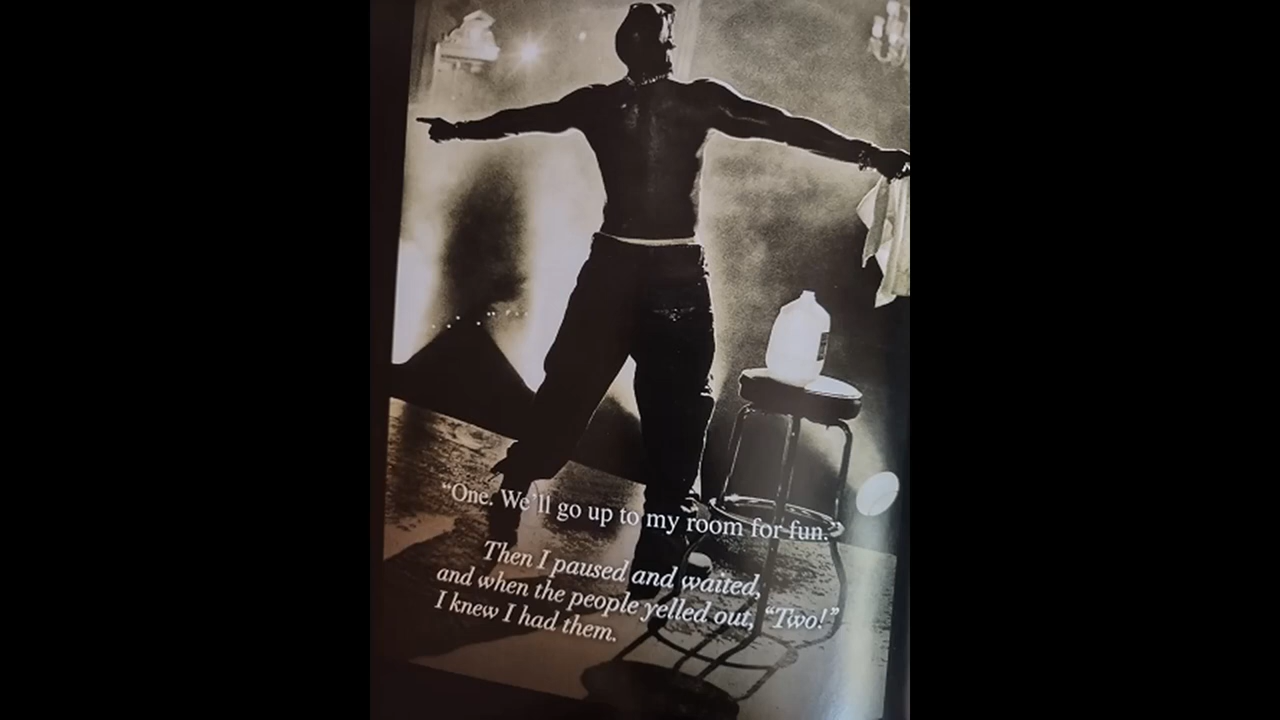 “One. We’ll go up to my room for fun.”
Then I paused and waited,
and when the people yelled out, “Two!”
I knew I had them.